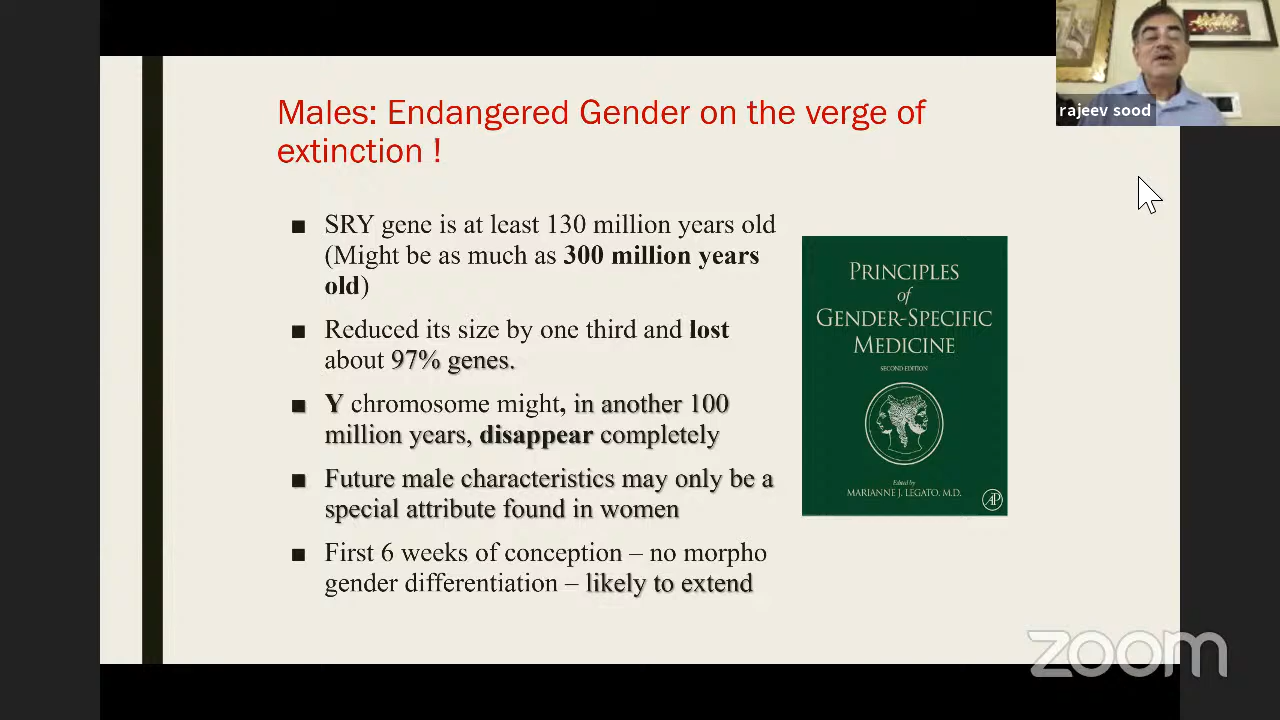 Males: Endangered Gender on the verge of
extinction !
rajeev sood
■ SRY gene is at least 130 million years old
(Might be as much as 300 million years
old)
■ Reduced its size by one third and lost
about 97% genes.
■ Y chromosome might, in another 100
million years, disappear completely
■ Future male characteristics may only be a
special attribute found in women
■ First 6 weeks of conception – no morpho
gender differentiation – likely to extend
PRINCIPLES
of
GENDER-SPECIFIC
MEDICINE
SECOND EDITION
Edited by
MARIANNE J. LEGATO, M.D.
AP
zoom